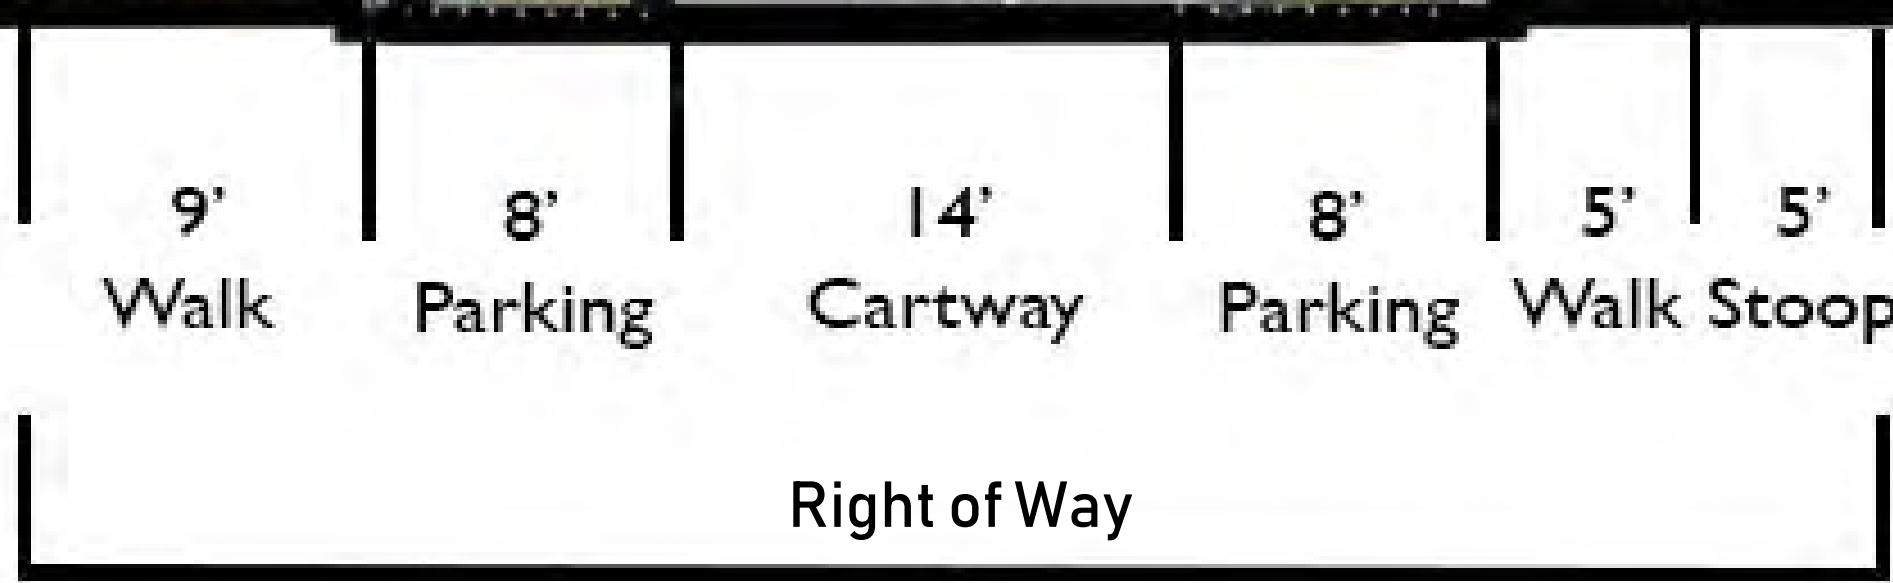 9’ 8’ 14’ 8’ 5’ 5’
Walk Parking Cartway Parking Walk Stoop
Right of Way